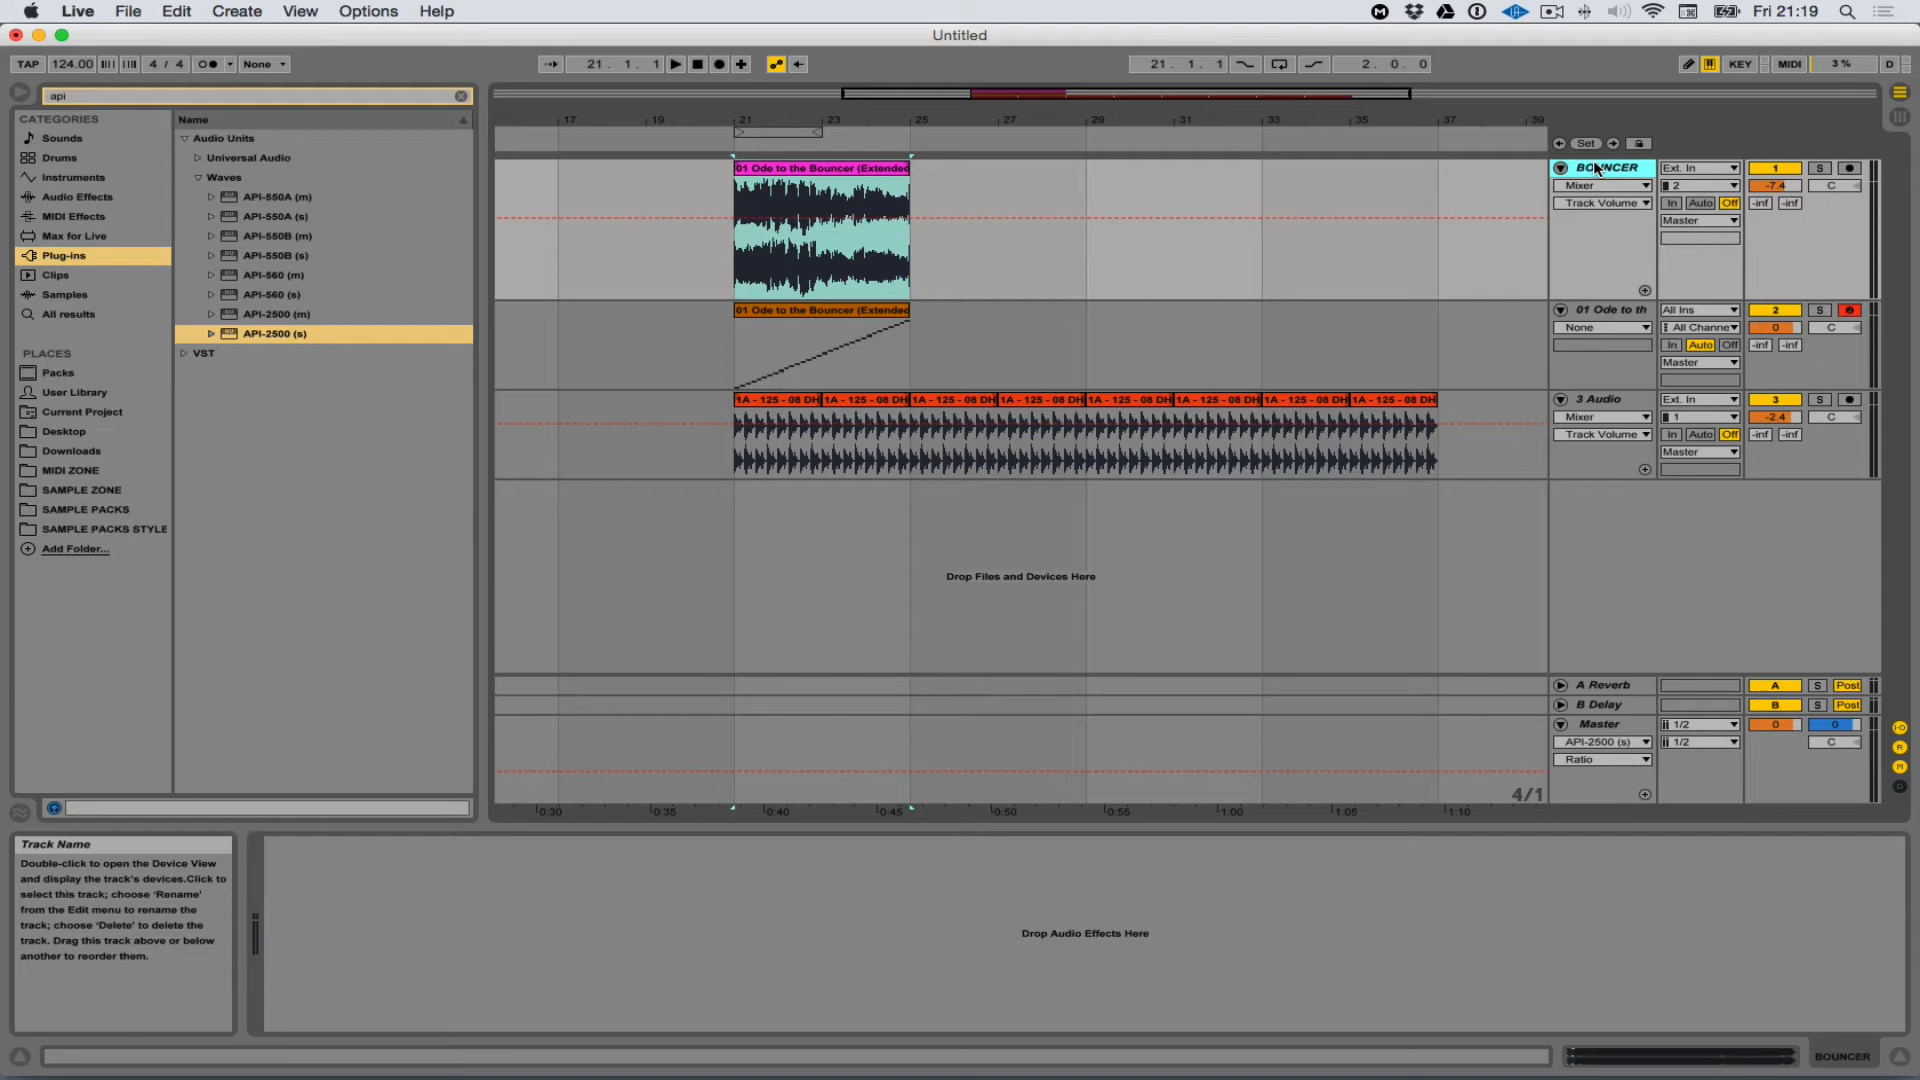 Live File Edit Create View Options Help Fri 21:19
Untitled
TAP 124.00 4 / 4 None 21. 1. 1 21. 1. 1 2. 0. 0 KEY MIDI 3 % D
api
CATEGORIES
Sounds
Drums
Instruments
Audio Effects
MIDI Effects
Max for Live
Plug-ins
Clips
Samples
All results
PLACES
Packs
User Library
Current Project
Desktop
Downloads
MIDI ZONE
SAMPLE ZONE
SAMPLE PACKS
SAMPLE PACKS STYLE
Add Folder...
Name
Audio Units
Universal Audio
Waves
API-550A (m)
API-550A (s)
API-550B (m)
API-550B (s)
API-560 (m)
API-560 (s)
API-2500 (m)
API-2500 (s)
VST
17 19 21 23 25 27 29 31 33 35 37 39
Set
01 Ode to the Bouncer (Extended
BOUNCER Ext. In 1 S
Mixer 2 -7.4 C
Track Volume In Auto Off -inf -inf
Master
01 Ode to the Bouncer (Extended
01 Ode to th All Ins 2 S
None All Channe 0 C
In Auto Off -inf -inf
Master
1A - 125 - 08 DH 1A - 125 - 08 DH 1A - 125 - 08 DH 1A - 125 - 08 DH 1A - 125 - 08 DH 1A - 125 - 08 DH 1A - 125 - 08 DH 1A - 125 - 08 DH
3 Audio Ext. In 3 S
Mixer 1 -2.4 C
Track Volume In Auto Off -inf -inf
Master
Drop Files and Devices Here
A Reverb A S Post
B Delay B S Post
Master 1/2 0 0
API-2500 (s) 1/2 C
Ratio
4/1
0:30 0:35 0:40 0:45 0:50 0:55 1:00 1:05 1:10
Track Name
Double-click to open the Device View
and display the track's devices.Click to
select this track; choose 'Rename'
from the Edit menu to rename the
track; choose 'Delete' to delete the
track. Drag this track above or below
another to reorder them.
Drop Audio Effects Here
BOUNCER